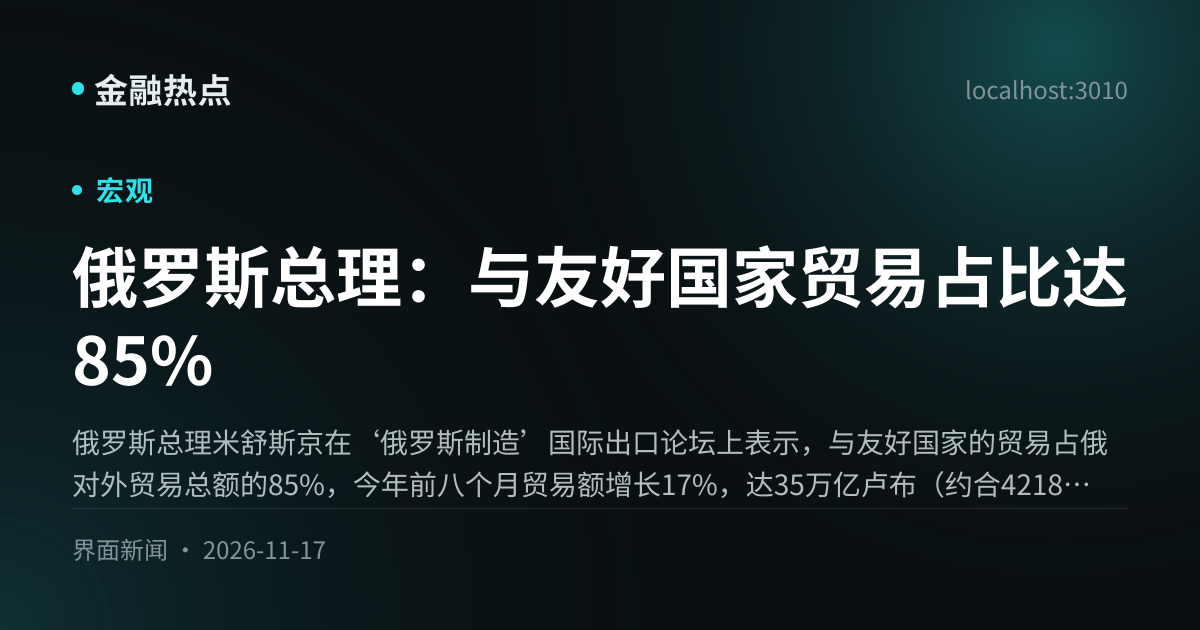 金融热点
localhost:3010
宏观
俄罗斯总理：与友好国家贸易占比达
85%
俄罗斯总理米舒斯京在‘俄罗斯制造’国际出口论坛上表示，与友好国家的贸易占俄
对外贸易总额的85%，今年前八个月贸易额增长17%，达35万亿卢布（约合4218…
界面新闻 • 2026-11-17